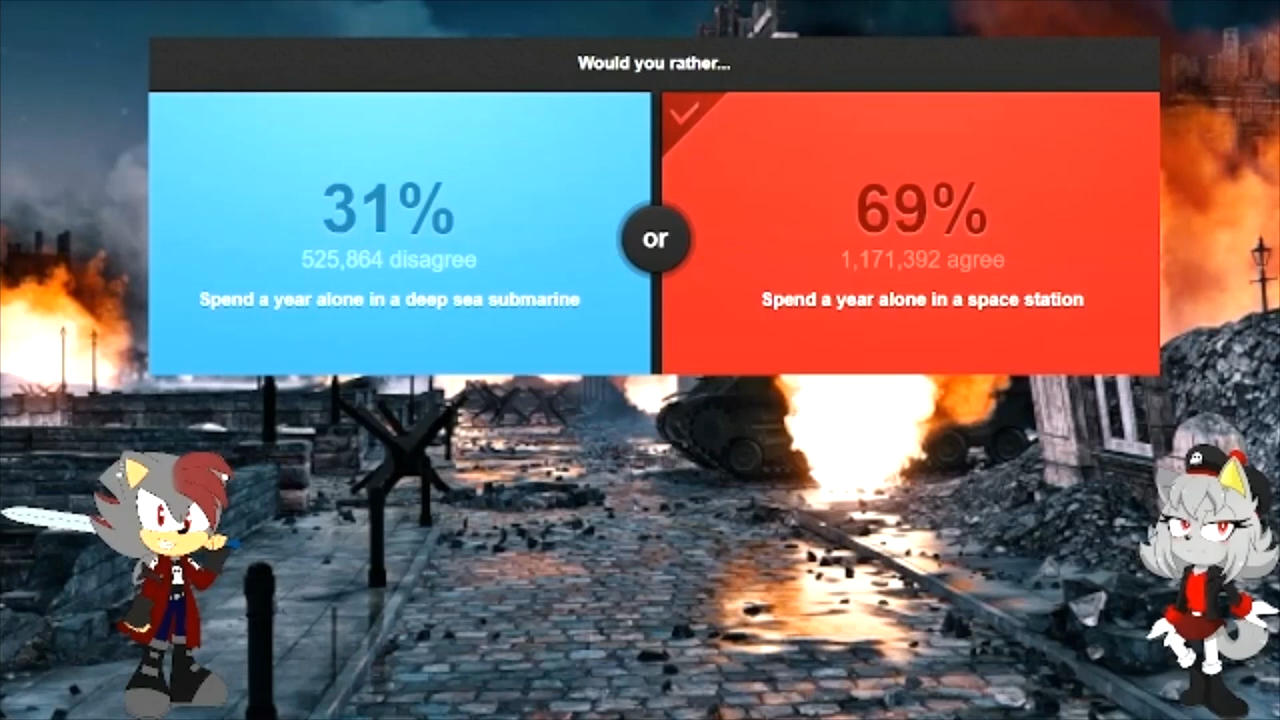 Would you rather...
31%
525,864 disagree
Spend a year alone in a deep sea submarine
or
69%
1,171,392 agree
Spend a year alone in a space station